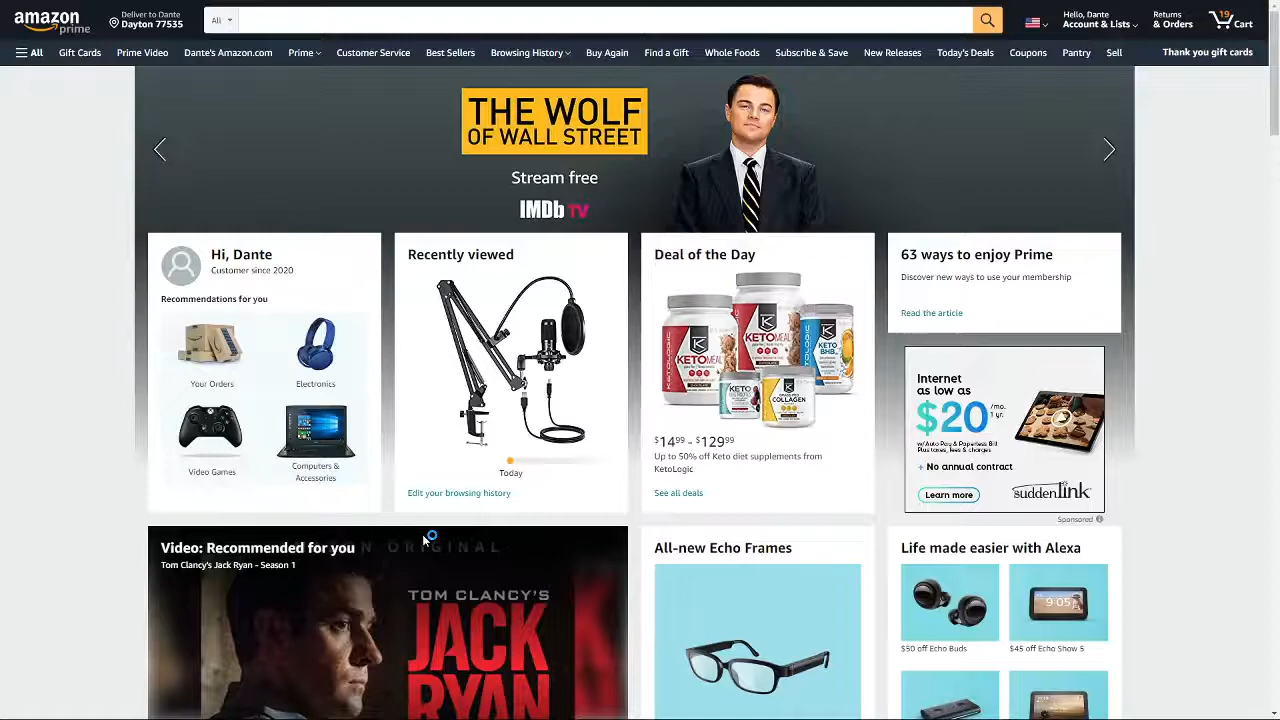 amazon
prime
Deliver to Dante
Dayton 77535
All
19
Hello, Dante
Account & Lists
Returns
& Orders
Cart
All
Gift Cards
Prime Video
Dante's Amazon.com
Prime
Customer Service
Best Sellers
Browsing History
Buy Again
Find a Gift
Whole Foods
Subscribe & Save
New Releases
Today's Deals
Coupons
Pantry
Sell
Thank you gift cards
THE WOLF
OF WALL STREET
Stream free
IMDb TV
Hi, Dante
Customer since 2020
Recommendations for you
Your Orders
Electronics
Video Games
Computers &
Accessories
Recently viewed
Today
Edit your browsing history
Deal of the Day
KETOMEAL
KETOMEAL
KETO
BHB
KETO
COLLAGEN
$14⁹⁹ - $129⁹⁹
Up to 50% off Keto diet supplements from
KetoLogic
See all deals
63 ways to enjoy Prime
Discover new ways to use your membership
Read the article
Internet
as low as
$20/mo.
1 yr.
w/Auto Pay & Paperless Bill
Plus taxes, fees & charges
+ No annual contract
Learn more
suddenlink
Sponsored
Video: Recommended for you
N ORIGINAL
Tom Clancy's Jack Ryan - Season 1
TOM CLANCY'S
JACK
RYAN
All-new Echo Frames
Life made easier with Alexa
9:05
$50 off Echo Buds
$45 off Echo Show 5